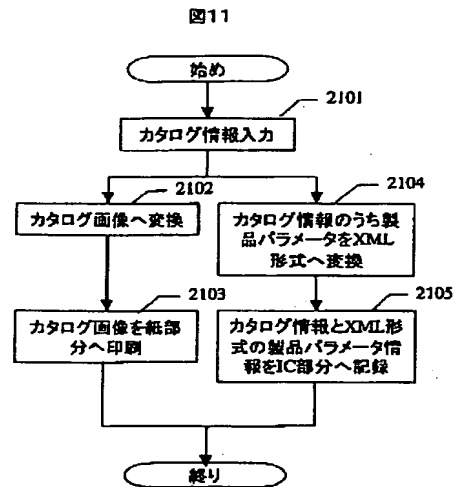 図11
始め
2101
カタログ情報入力
2102
カタログ画像へ変換
2104
カタログ情報のうち製
品パラメータをXML
形式へ変換
2103
カタログ画像を紙部
分へ印刷
2105
カタログ情報とXML形
式の製品パラメータ情
報をIC部分へ記録
終り